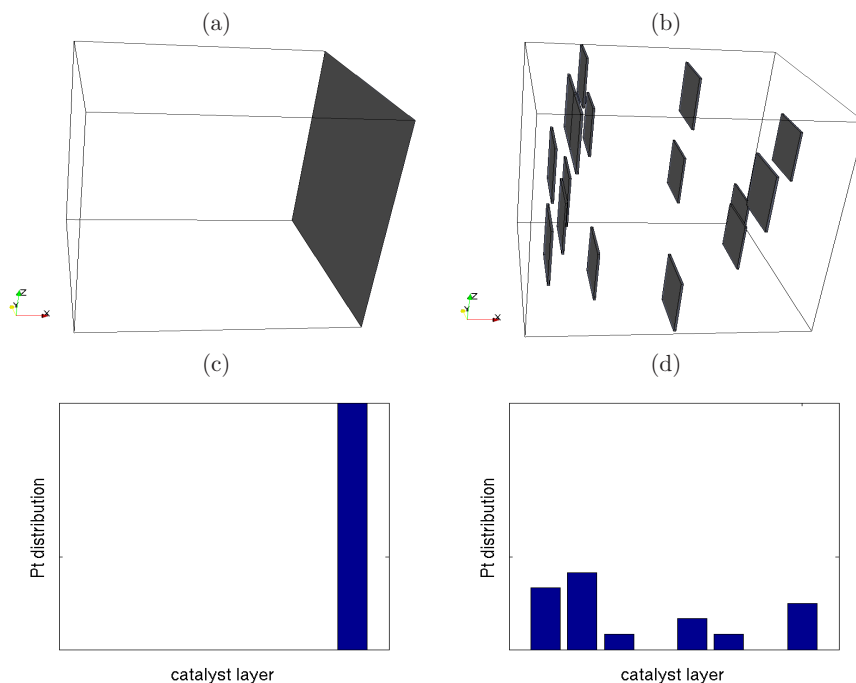 (a)
(b)
Z
Y
X
Z
Y
X
(c)
(d)
Pt distribution
catalyst layer
Pt distribution
catalyst layer